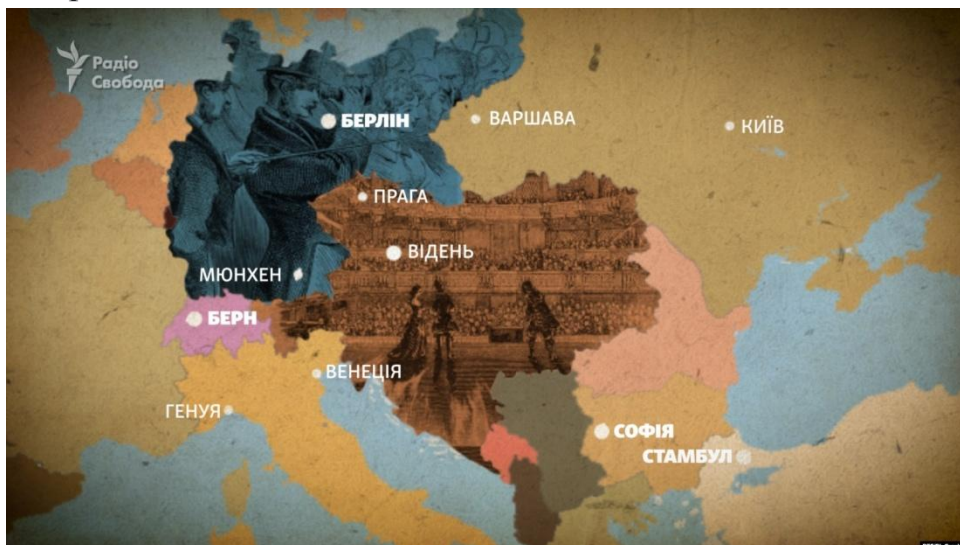 Радіо
Свобода
БЕРЛІН
ВАРШАВА
КИЇВ
ПРАГА
ВІДЕНЬ
МЮНХЕН
БЕРН
ВЕНЕЦІЯ
ГЕНУЯ
СОФІЯ
СТАМБУЛ